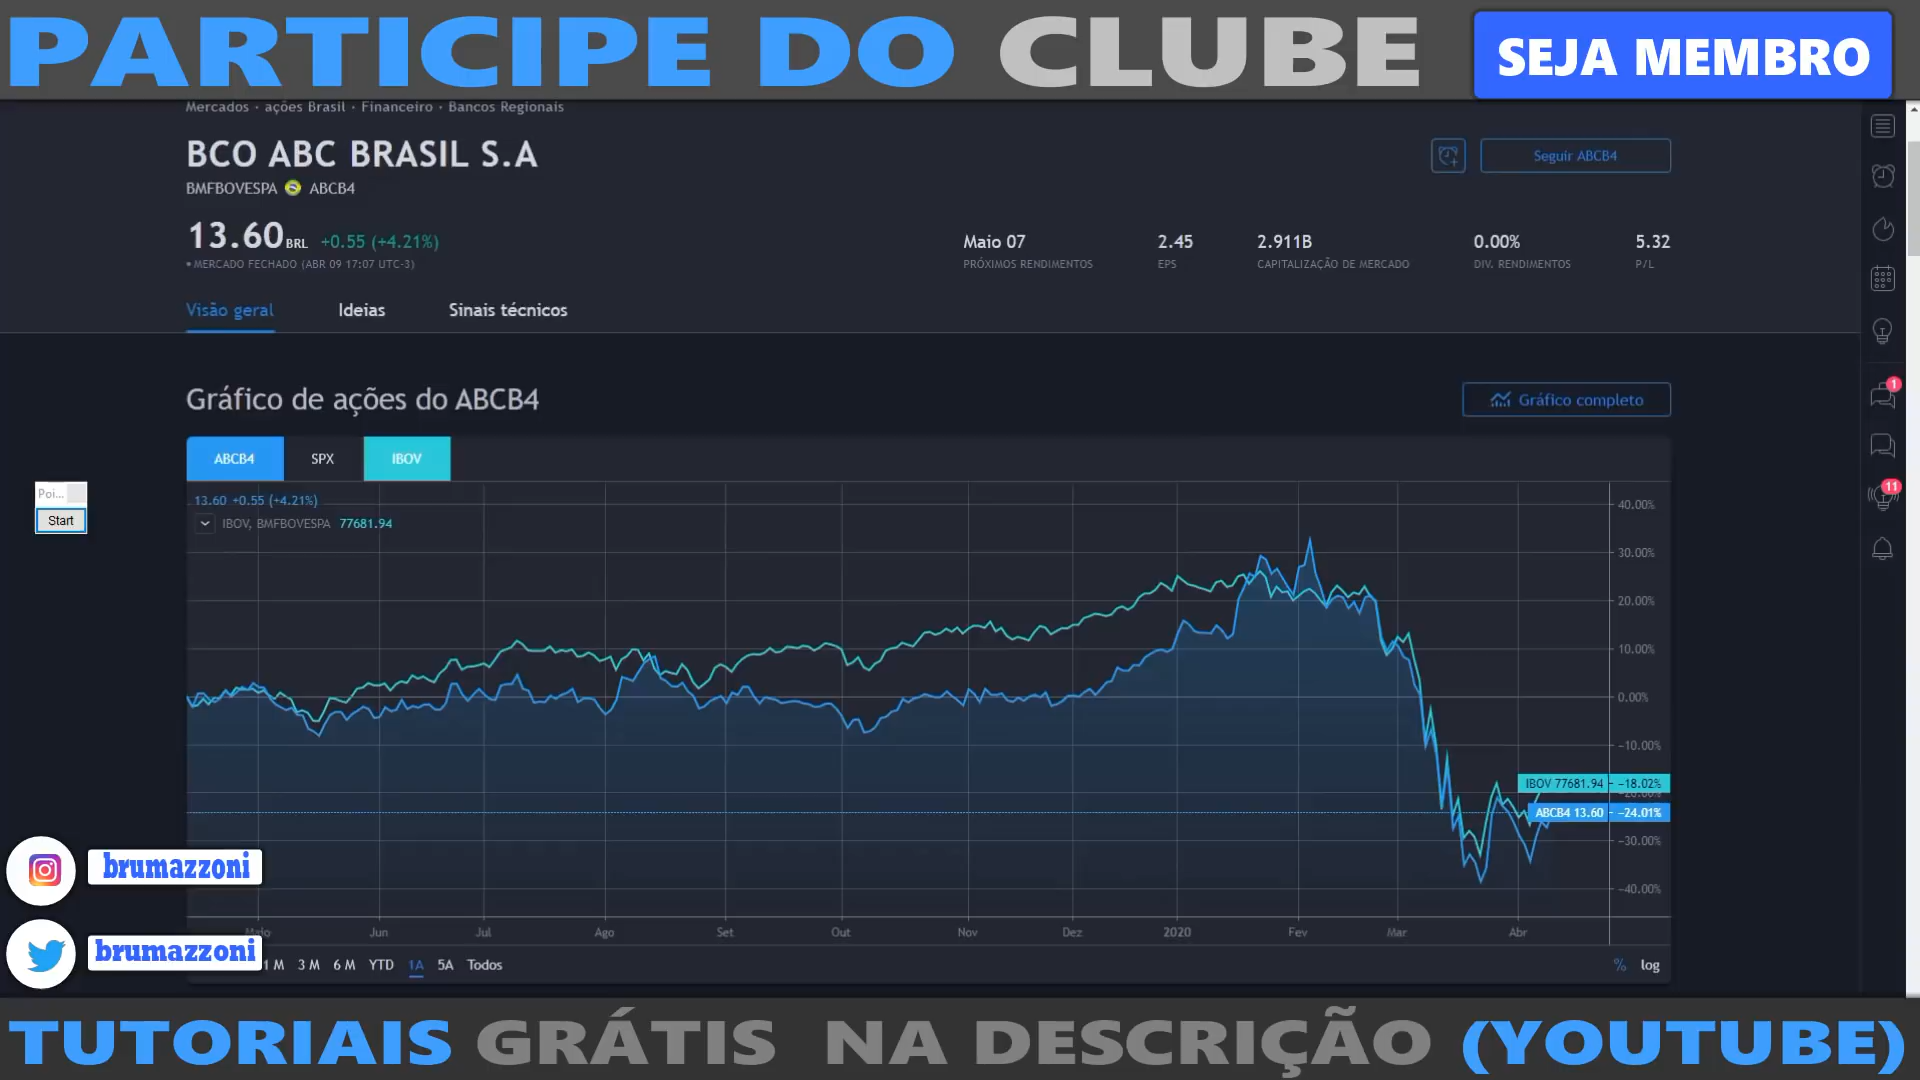 PARTICIPE DO CLUBE
SEJA MEMBRO
Mercados · ações Brasil · Financeiro · Bancos Regionais
BCO ABC BRASIL S.A
Seguir ABCB4
BMFBOVESPA ABCB4
13.60 BRL +0.55 (+4.21%)
MERCADO FECHADO (ABR 09 17:07 UTC-3)
Maio 07 2.45 2.911B 0.00% 5.32
PRÓXIMOS RENDIMENTOS EPS CAPITALIZAÇÃO DE MERCADO DIV. RENDIMENTOS P/L
Visão geral Ideias Sinais técnicos
Gráfico de ações do ABCB4
Gráfico completo
1
ABCB4 SPX IBOV
11
Poi...
Start
13.60 +0.55 (+4.21%)
IBOV, BMFBOVESPA 77681.94
40.00%
30.00%
20.00%
10.00%
0.00%
−10.00%
IBOV 77681.94 −18.02%
ABCB4 13.60 −24.01%
−30.00%
−40.00%
brumazzoni
Maio Jun Jul Ago Set Out Nov Dez 2020 Fev Mar Abr
brumazzoni
1 M 3 M 6 M YTD 1A 5A Todos
% log
TUTORIAIS GRÁTIS NA DESCRIÇÃO (YOUTUBE)